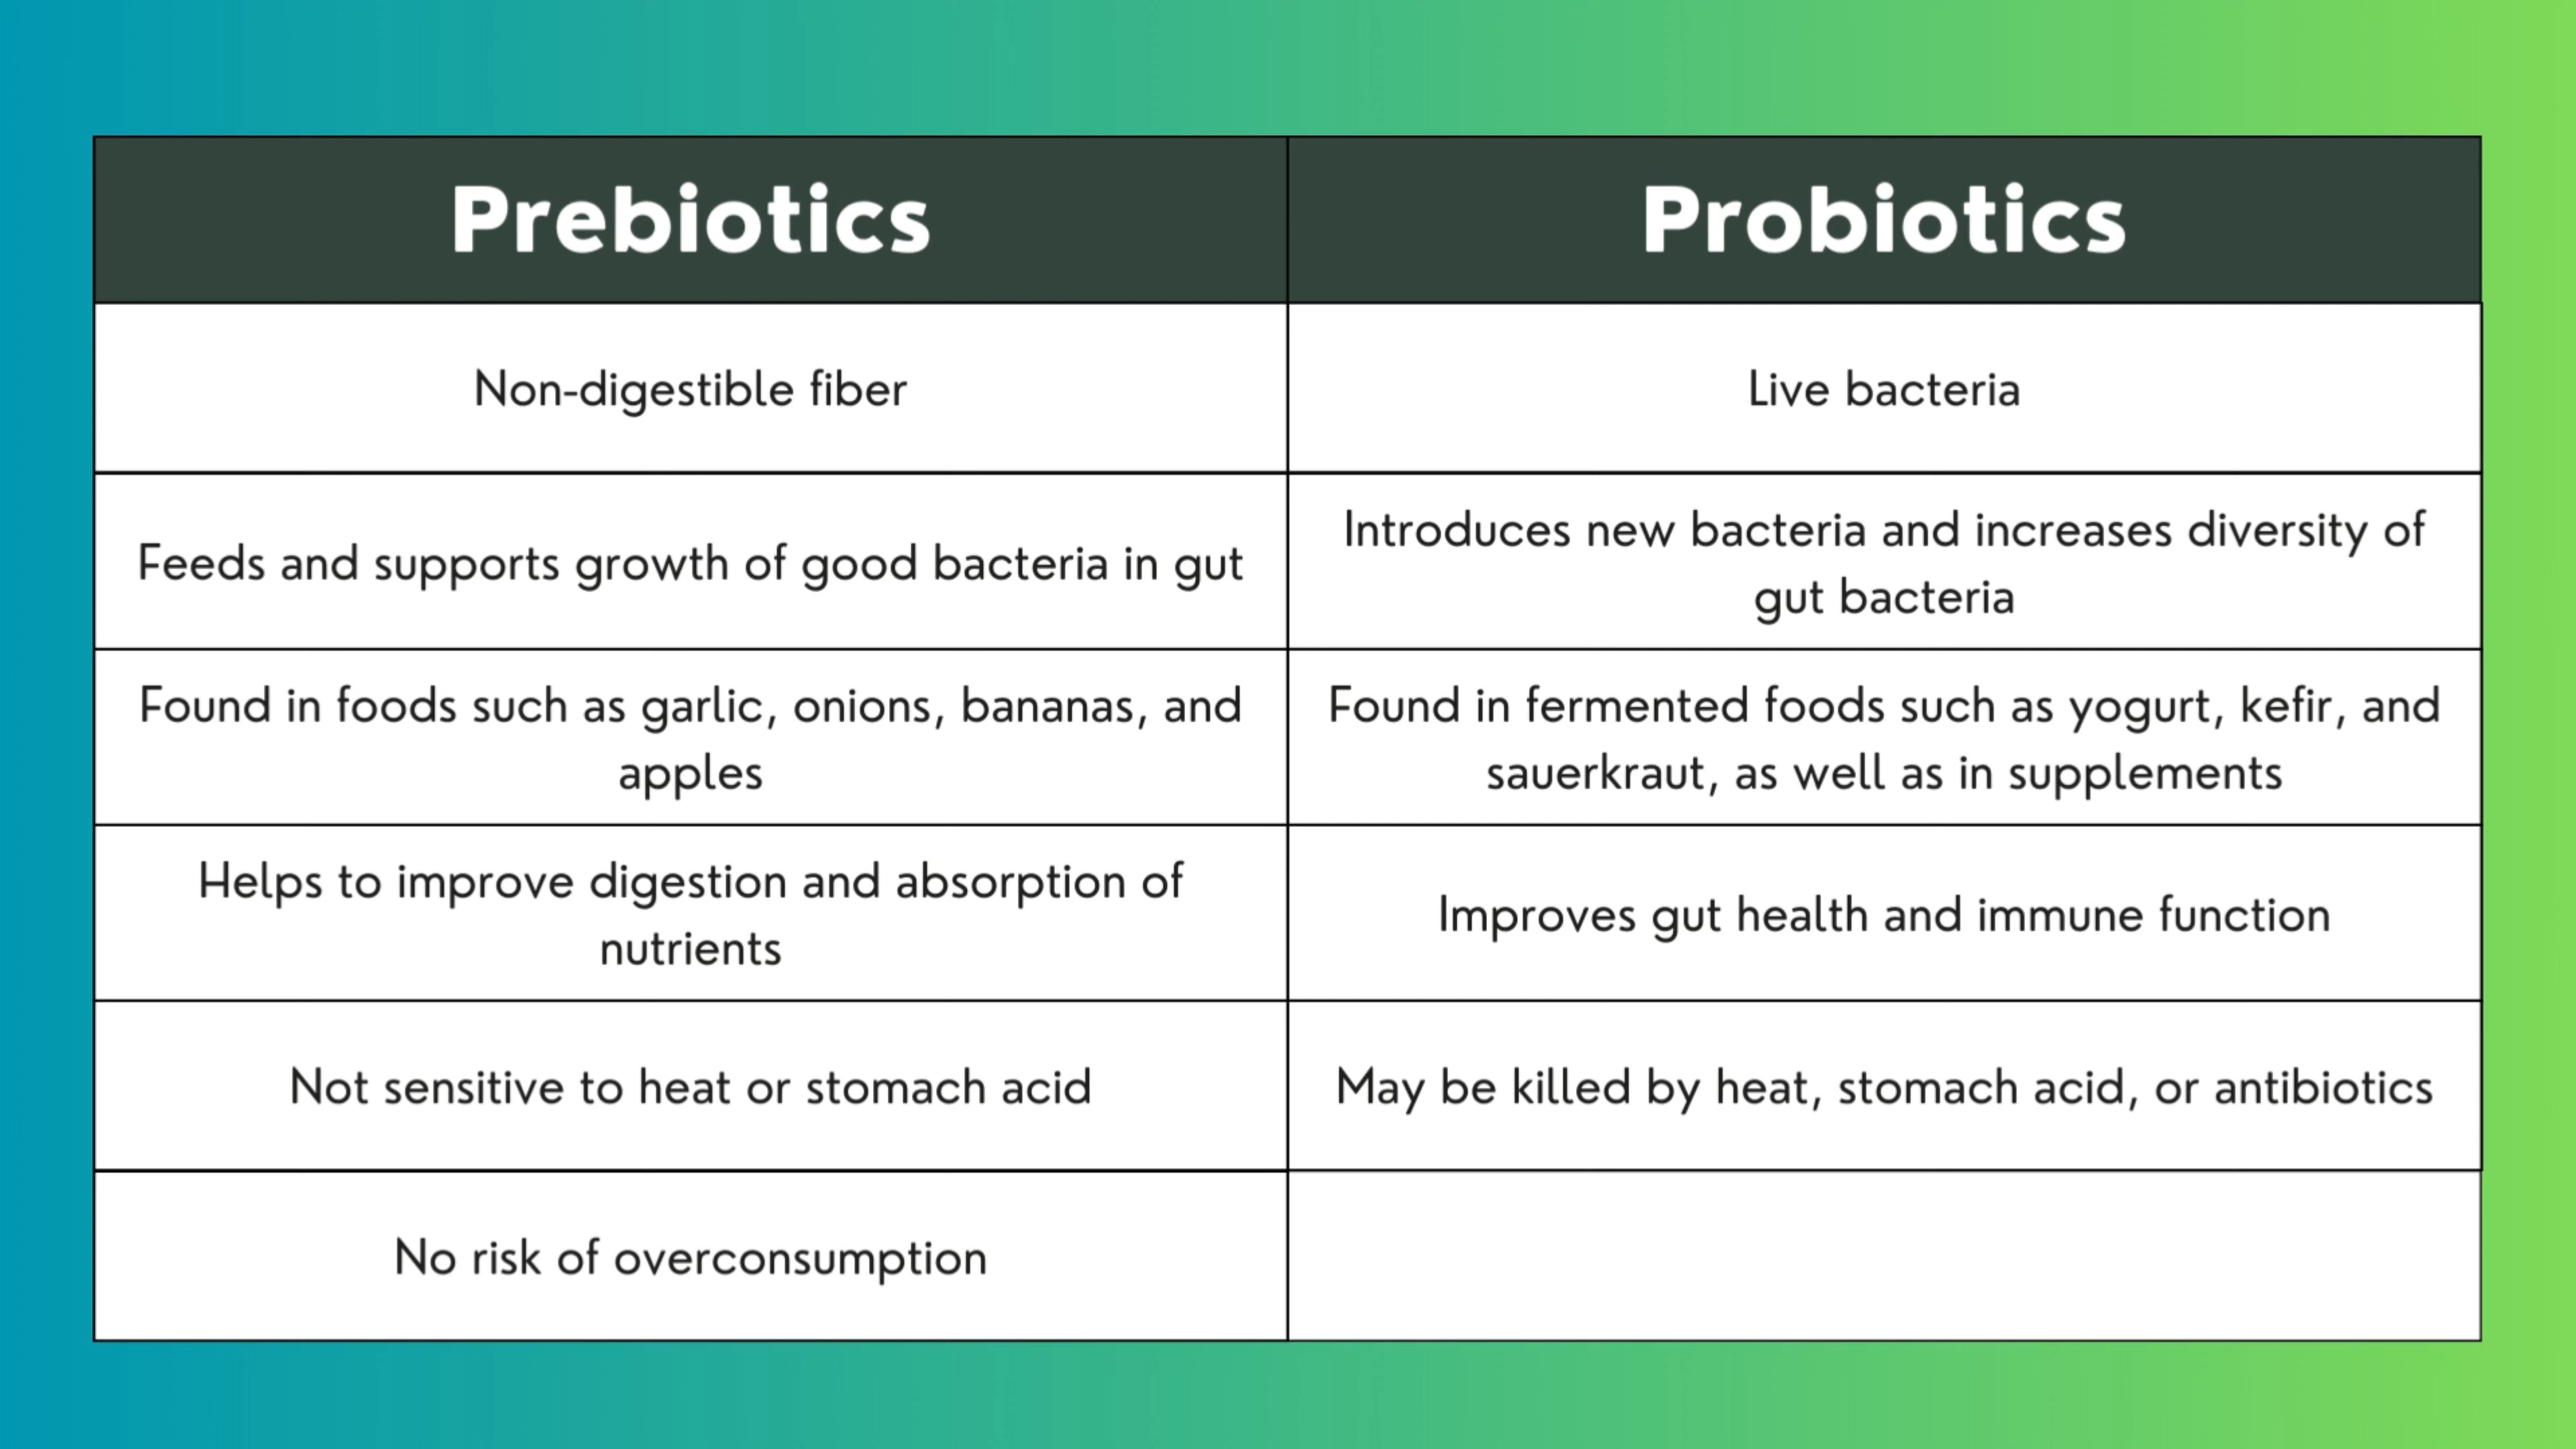 Prebiotics
Probiotics
Non-digestible fiber
Live bacteria
Feeds and supports growth of good bacteria in gut
Introduces new bacteria and increases diversity of
gut bacteria
Found in foods such as garlic, onions, bananas, and
apples
Found in fermented foods such as yogurt, kefir, and
sauerkraut, as well as in supplements
Helps to improve digestion and absorption of
nutrients
Improves gut health and immune function
Not sensitive to heat or stomach acid
May be killed by heat, stomach acid, or antibiotics
No risk of overconsumption